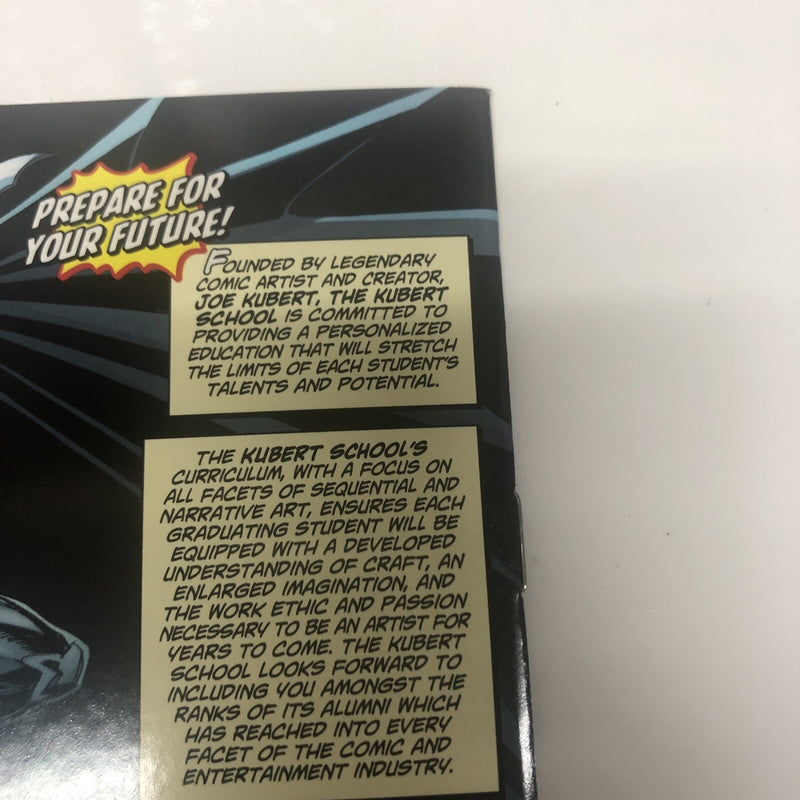 PREPARE FOR
YOUR FUTURE!
FOUNDED BY LEGENDARY
COMIC ARTIST AND CREATOR,
JOE KUBERT, THE KUBERT
SCHOOL IS COMMITTED TO
PROVIDING A PERSONALIZED
EDUCATION THAT WILL STRETCH
THE LIMITS OF EACH STUDENT'S
TALENTS AND POTENTIAL.
THE KUBERT SCHOOL'S
CURRICULUM, WITH A FOCUS ON
ALL FACETS OF SEQUENTIAL AND
NARRATIVE ART, ENSURES EACH
GRADUATING STUDENT WILL BE
EQUIPPED WITH A DEVELOPED
UNDERSTANDING OF CRAFT, AN
ENLARGED IMAGINATION, AND
THE WORK ETHIC AND PASSION
NECESSARY TO BE AN ARTIST FOR
YEARS TO COME. THE KUBERT
SCHOOL LOOKS FORWARD TO
INCLUDING YOU AMONGST THE
RANKS OF ITS ALUMNI WHICH
HAS REACHED INTO EVERY
FACET OF THE COMIC AND
ENTERTAINMENT INDUSTRY.